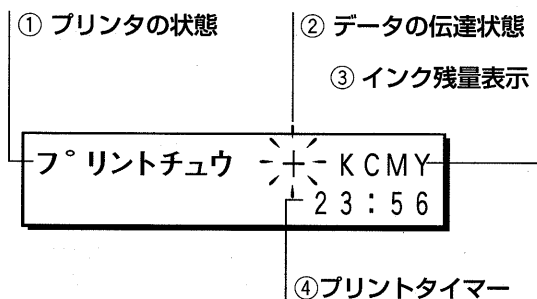 ① プリンタの状態
② データの伝達状態
③ インク残量表示
プリントチュウ + KCMY
23:56
④プリントタイマー